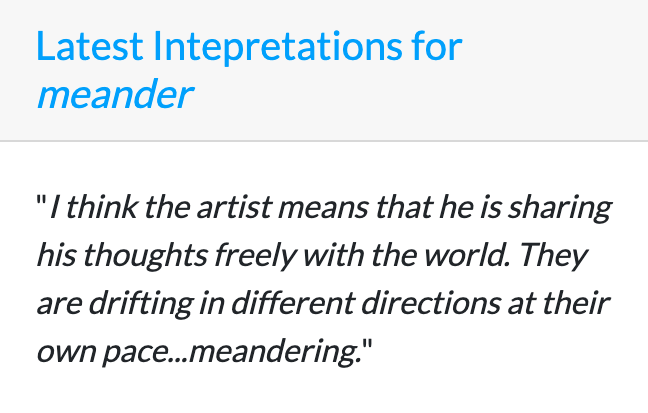 Latest Intepretations for
meander
"I think the artist means that he is sharing
his thoughts freely with the world. They
are drifting in different directions at their
own pace...meandering."